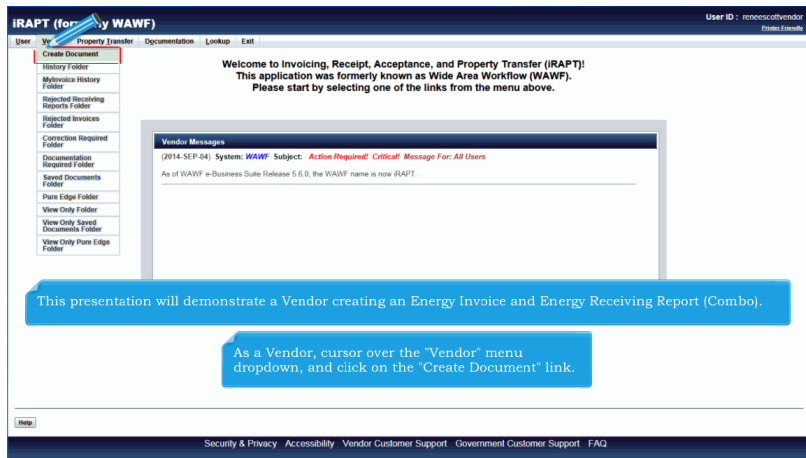 iRAPT (formerly WAWF)
User ID : reneescottvendor
Printer Friendly
User Property Transfer Documentation Lookup Exit
Create Document
History Folder
MyInvoice History
Folder
Rejected Receiving
Reports Folder
Rejected Invoices
Folder
Correction Required
Folder
Documentation
Required Folder
Saved Documents
Folder
Pure Edge Folder
View Only Folder
View Only Saved
Documents Folder
View Only Pure Edge
Folder
Welcome to Invoicing, Receipt, Acceptance, and Property Transfer (iRAPT)!
This application was formerly known as Wide Area Workflow (WAWF).
Please start by selecting one of the links from the menu above.
Vendor Messages
(2014-SEP-04) System: WAWF Subject: Action Required! Critical! Message For: All Users
As of WAWF e-Business Suite Release 5.6.0, the WAWF name is now iRAPT.
This presentation will demonstrate a Vendor creating an Energy Invoice and Energy Receiving Report (Combo).
As a Vendor, cursor over the "Vendor" menu
dropdown, and click on the "Create Document" link.
Help
Security & Privacy Accessibility Vendor Customer Support Government Customer Support FAQ